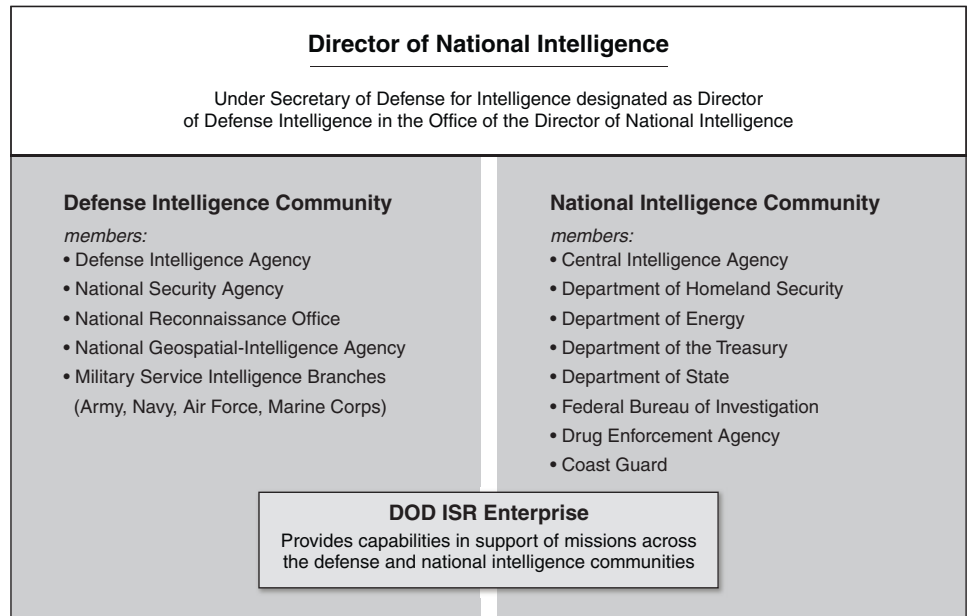 Director of National Intelligence
Under Secretary of Defense for Intelligence designated as Director
of Defense Intelligence in the Office of the Director of National Intelligence
Defense Intelligence Community
members:
• Defense Intelligence Agency
• National Security Agency
• National Reconnaissance Office
• National Geospatial-Intelligence Agency
• Military Service Intelligence Branches
(Army, Navy, Air Force, Marine Corps)
National Intelligence Community
members:
• Central Intelligence Agency
• Department of Homeland Security
• Department of Energy
• Department of the Treasury
• Department of State
• Federal Bureau of Investigation
• Drug Enforcement Agency
• Coast Guard
DOD ISR Enterprise
Provides capabilities in support of missions across
the defense and national intelligence communities